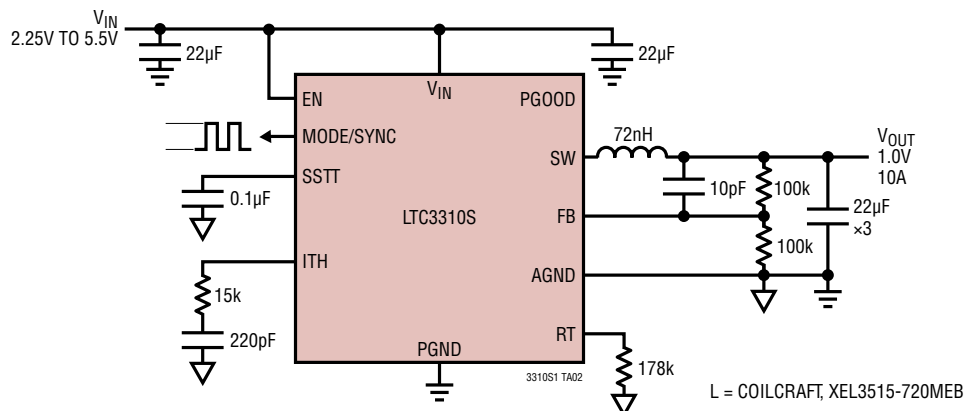 VIN
2.25V TO 5.5V
22µF
22µF
VIN
EN
PGOOD
MODE/SYNC
72nH
SW
VOUT
1.0V
10A
SSTT
0.1µF
10pF
100k
LTC3310S
FB
22µF
×3
100k
ITH
AGND
15k
RT
220pF
PGND
178k
3310S1 TA02
L = COILCRAFT, XEL3515-720MEB